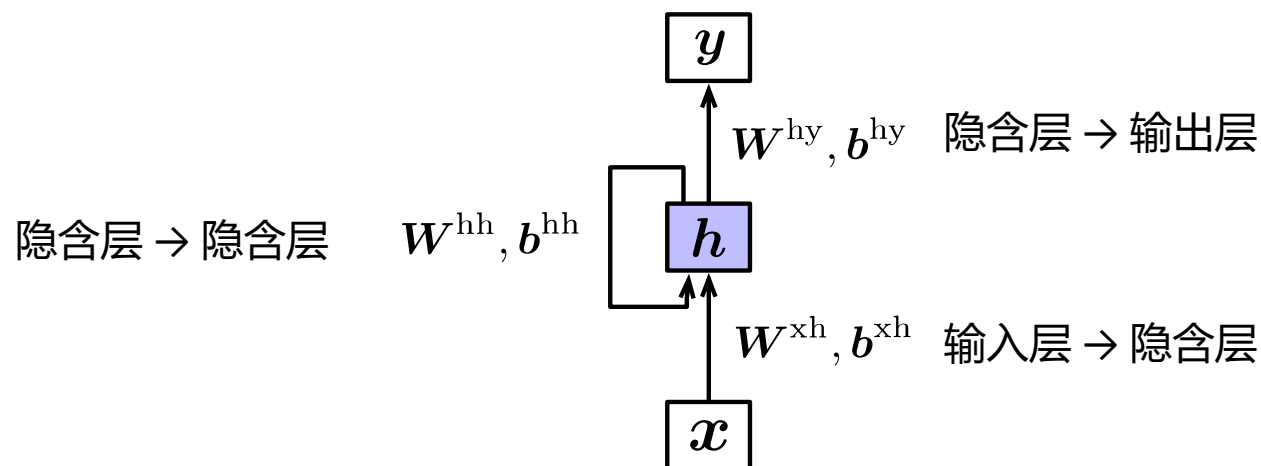 y
W^hy, b^hy 隐含层 → 输出层
隐含层 → 隐含层 W^hh, b^hh h
W^xh, b^xh 输入层 → 隐含层
x